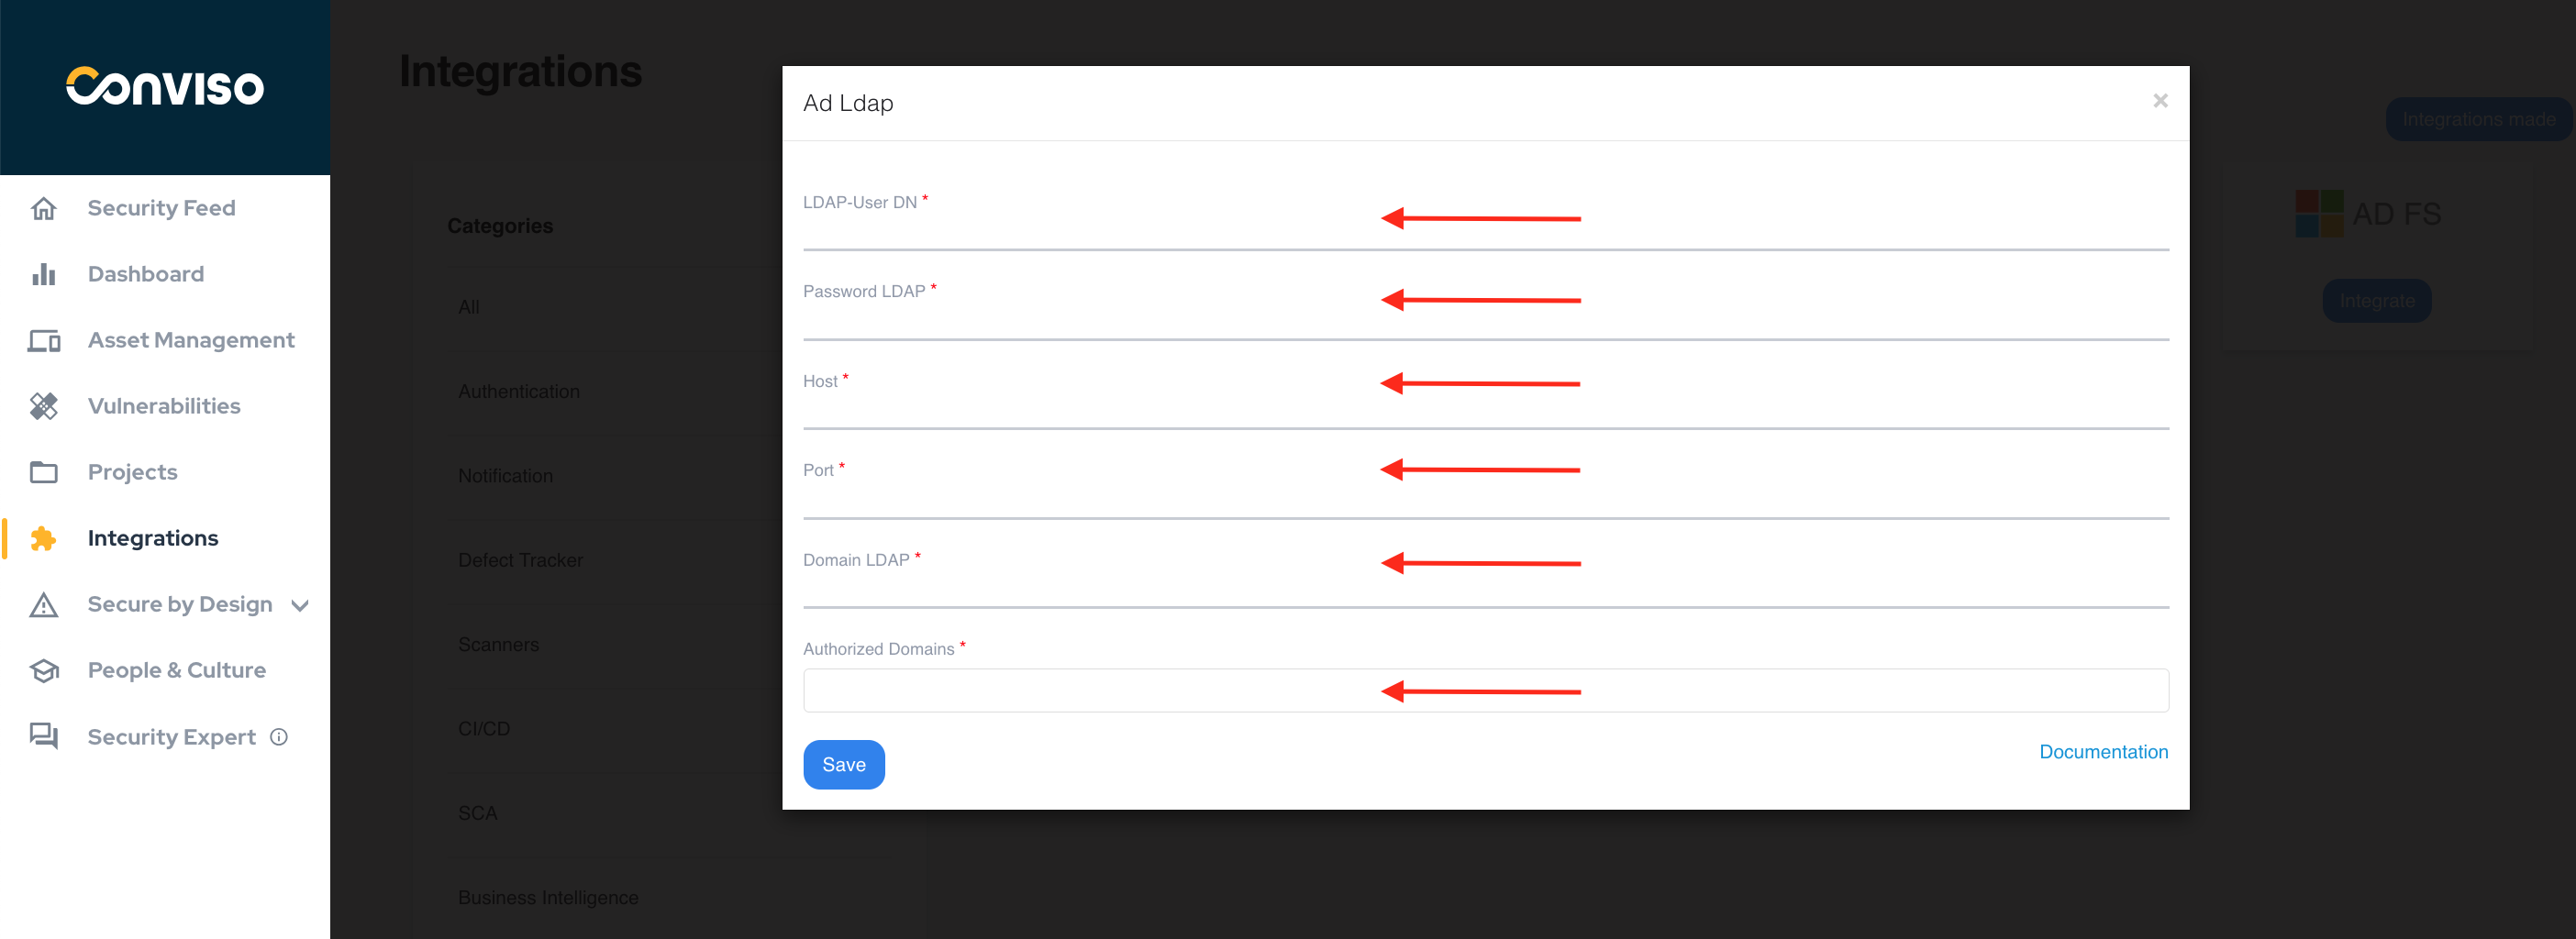 Conviso
Security Feed
Dashboard
Asset Management
Vulnerabilities
Projects
Integrations
Secure by Design
People & Culture
Security Expert
Integrations
Integrations made
Categories
All
Authentication
Notification
Defect Tracker
Scanners
CI/CD
SCA
Business Intelligence
Ad Ldap
×
LDAP-User DN *
Password LDAP *
Host *
Port *
Domain LDAP *
Authorized Domains *
Save
Documentation
AD FS
Integrate